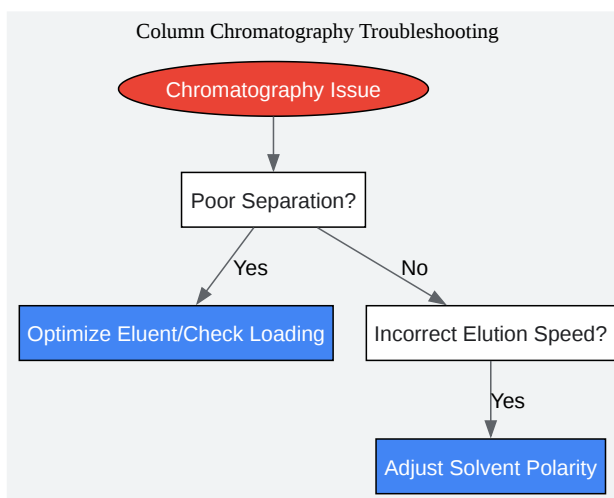 Column Chromatography Troubleshooting
Chromatography Issue
Poor Separation?
Yes
No
Optimize Eluent/Check Loading
Incorrect Elution Speed?
Yes
Adjust Solvent Polarity